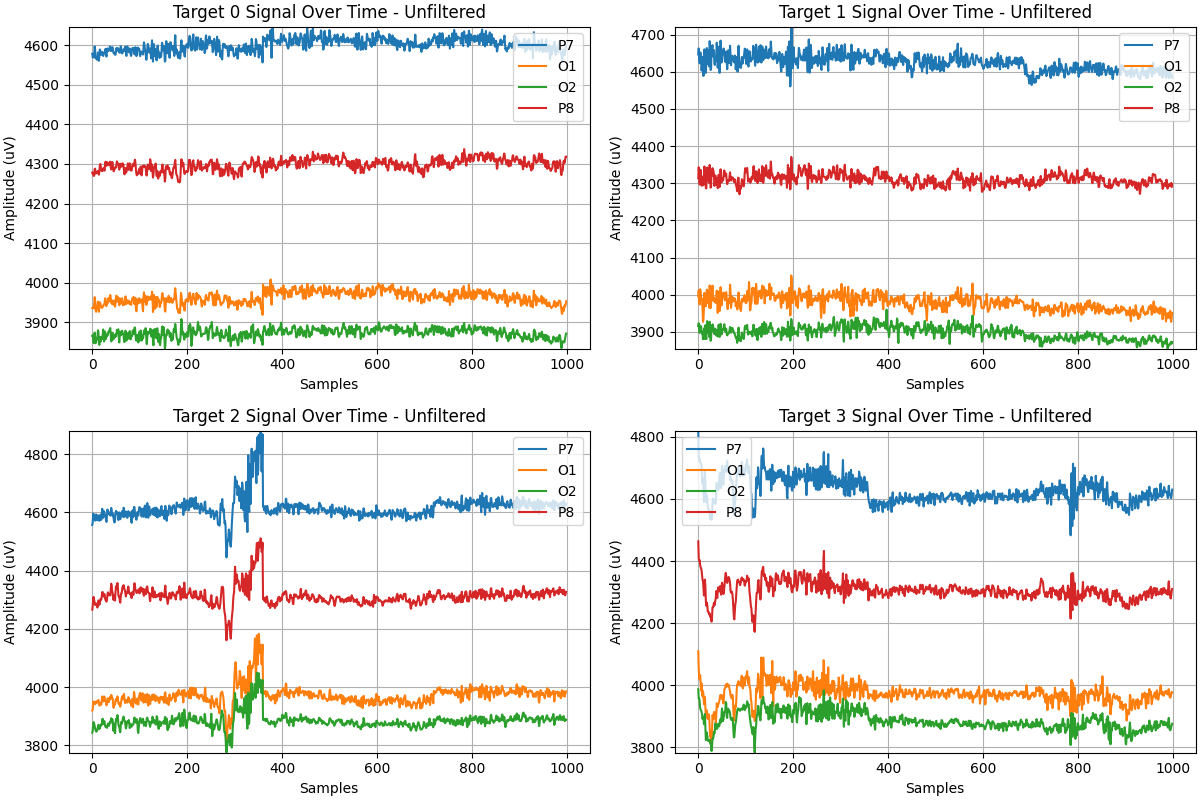 Target 0 Signal Over Time - Unfiltered
Amplitude (uV)
4600
4500
4400
4300
4200
4100
4000
3900
0 200 400 600 800 1000
Samples
P7
O1
O2
P8
Target 1 Signal Over Time - Unfiltered
Amplitude (uV)
4700
4600
4500
4400
4300
4200
4100
4000
3900
0 200 400 600 800 1000
Samples
P7
O1
O2
P8
Target 2 Signal Over Time - Unfiltered
Amplitude (uV)
4800
4600
4400
4200
4000
3800
0 200 400 600 800 1000
Samples
P7
O1
O2
P8
Target 3 Signal Over Time - Unfiltered
Amplitude (uV)
4800
4600
4400
4200
4000
3800
0 200 400 600 800 1000
Samples
P7
O1
O2
P8